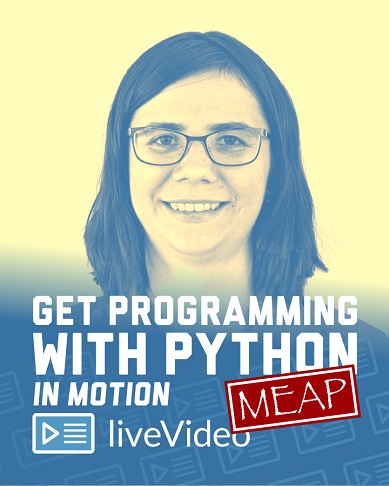 GET PROGRAMMING
WITH PYTHON
IN MOTION
MEAP
liveVideo